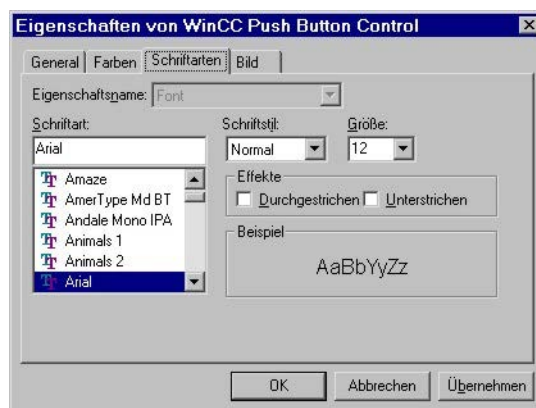 Eigenschaften von WinCC Push Button Control
General Farben Schriftarten Bild
Eigenschaftsname: Font
Schriftart: Schriftstil: Größe:
Arial Normal 12
Amaze
AmerType Md BT
Andale Mono IPA
Animals 1
Animals 2
Arial
Effekte
Durchgestrichen Unterstrichen
Beispiel
AaBbYyZz
OK Abbrechen Übernehmen